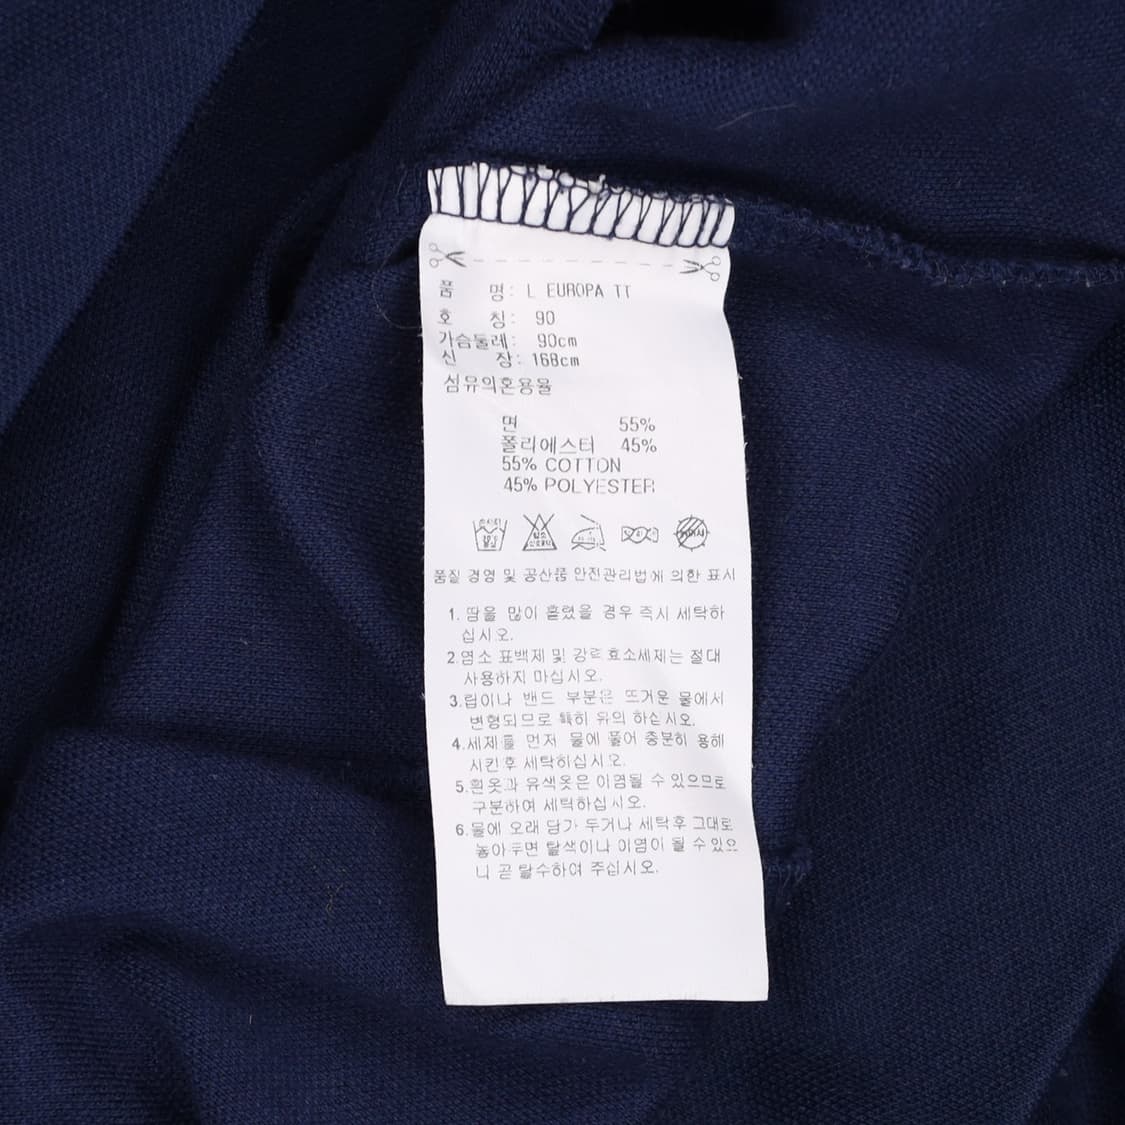 품 명: L EUROPA TT
호 칭: 90
가슴둘레: 90cm
신 장: 168cm
섬유의혼용율
면 55%
폴리에스터 45%
55% COTTON
45% POLYESTER
품질 경영 및 공산품 안전관리법에 의한 표시
1. 땀을 많이 흘렸을 경우 즉시 세탁하
십시오.
2.염소 표백제 및 강력효소세제는 절대
사용하지 마십시오.
3.립이나 밴드 부분은 뜨거운 물에서
변형되므로 특히 유의 하십시오.
4.세제를 먼저 물에 풀어 충분히 용해
시킨후 세탁하십시오.
5.흰옷과 유색옷은 이염될 수 있으므로
구분하여 세탁하십시오.
6.물에 오래 담가 두거나 세탁후 그대로
놓아두면 탈색이나 이염이 될 수 있으
니 곧 탈수하여 주십시오.